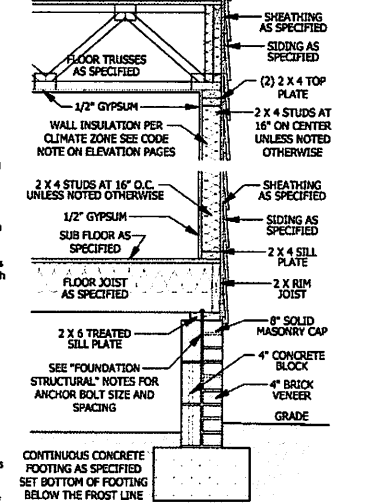 SHEATHING
AS SPECIFIED
SIDING AS
SPECIFIED
FLOOR TRUSSES
AS SPECIFIED
(2) 2 X 4 TOP
PLATE
1/2" GYPSUM
2 X 4 STUDS AT
16" ON CENTER
UNLESS NOTED
OTHERWISE
WALL INSULATION PER
CLIMATE ZONE SEE CODE
NOTE ON ELEVATION PAGES
2 X 4 STUDS AT 16" O.C.
UNLESS NOTED OTHERWISE
SHEATHING
AS SPECIFIED
1/2" GYPSUM
SIDING AS
SPECIFIED
SUB FLOOR AS
SPECIFIED
2 X 4 SILL
PLATE
FLOOR JOIST
AS SPECIFIED
2 X RIM
JOIST
8" SOLID
MASONRY CAP
2 X 6 TREATED
SILL PLATE
4" CONCRETE
BLOCK
SEE "FOUNDATION
STRUCTURAL" NOTES FOR
ANCHOR BOLT SIZE AND
SPACING
4" BRICK
VENEER
GRADE
CONTINUOUS CONCRETE
FOOTING AS SPECIFIED
SET BOTTOM OF FOOTING
BELOW THE FROST LINE